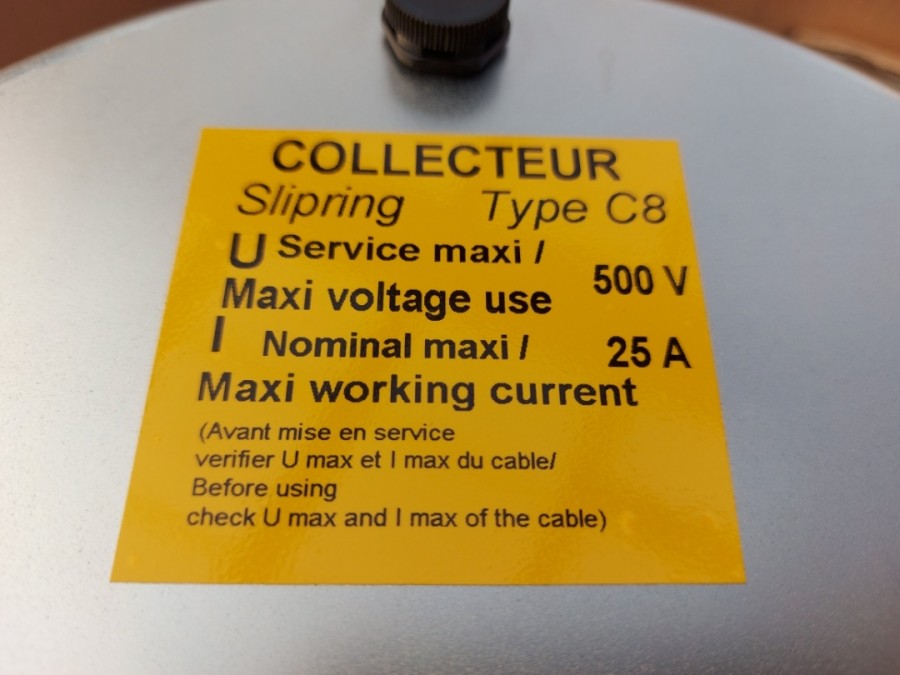 COLLECTEUR
Slipring Type C8
U Service maxi /
Maxi voltage use 500 V
I Nominal maxi / 25 A
Maxi working current
(Avant mise en service
verifier U max et I max du cable/
Before using
check U max and I max of the cable)